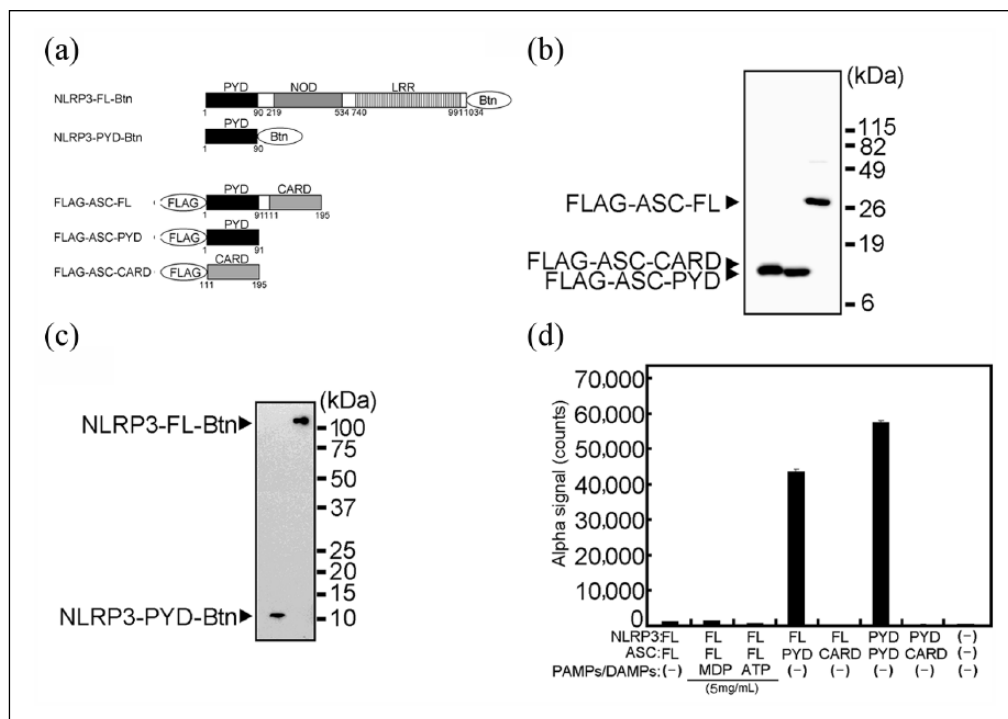 (a)
PYD NOD LRR
NLRP3-FL-Btn Btn
1 90 219 534 740 991 1034
PYD
NLRP3-PYD-Btn Btn
1 90
PYD CARD
FLAG-ASC-FL FLAG
1 91 111 195
PYD
FLAG-ASC-PYD FLAG
1 91
CARD
FLAG-ASC-CARD FLAG
111 195
(b)
(kDa)
115
82
49
FLAG-ASC-FL
26
19
FLAG-ASC-CARD
FLAG-ASC-PYD
6
(c)
(kDa)
NLRP3-FL-Btn
100
75
50
37
25
20
15
NLRP3-PYD-Btn 10
(d)
Alpha signal (counts)
70,000
60,000
50,000
40,000
30,000
20,000
10,000
0
NLRP3:FL FL FL FL FL PYD PYD (-)
ASC:FL FL FL PYD CARD PYD CARD (-)
PAMPs/DAMPs:(-) MDP ATP (-) (-) (-) (-) (-)
(5mg/mL)